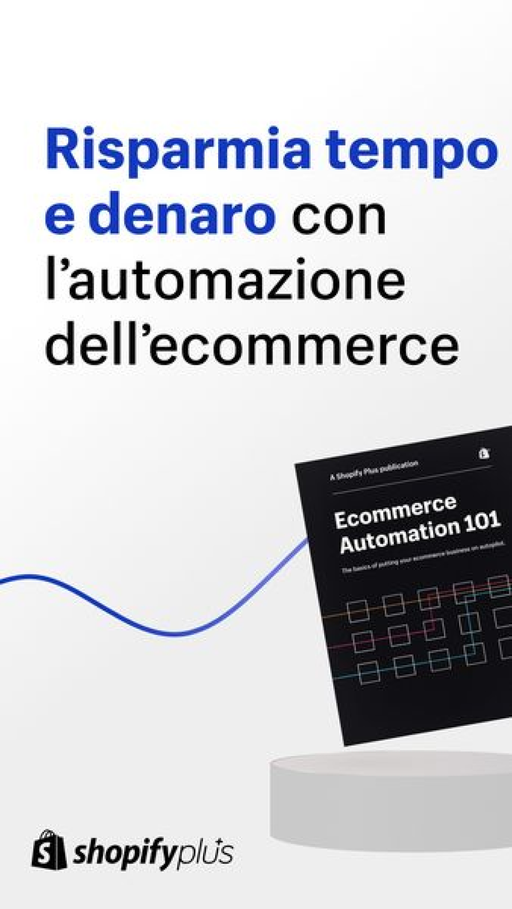 Risparmia tempo
e denaro con
l’automazione
dell’ecommerce
A Shopify Plus publication
Ecommerce
Automation 101
The basics of putting your ecommerce business on autopilot.
shopifyplus